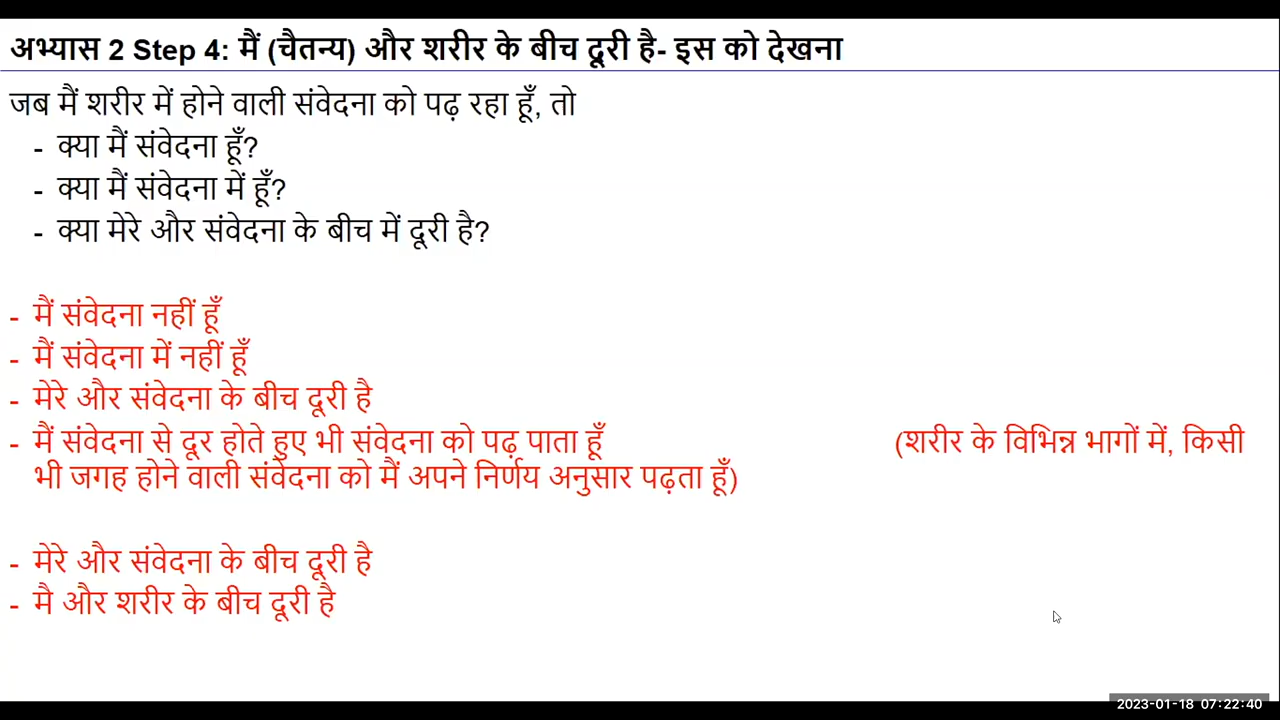 अभ्यास 2 Step 4: मैं (चैतन्य) और शरीर के बीच दूरी है- इस को देखना
जब मैं शरीर में होने वाली संवेदना को पढ़ रहा हूँ, तो
- क्या मैं संवेदना हूँ?
- क्या मैं संवेदना में हूँ?
- क्या मेरे और संवेदना के बीच में दूरी है?
- मैं संवेदना नहीं हूँ
- मैं संवेदना में नहीं हूँ
- मेरे और संवेदना के बीच दूरी है
- मैं संवेदना से दूर होते हुए भी संवेदना को पढ़ पाता हूँ (शरीर के विभिन्न भागों में, किसी
भी जगह होने वाली संवेदना को मैं अपने निर्णय अनुसार पढ़ता हूँ)
- मेरे और संवेदना के बीच दूरी है
- मै और शरीर के बीच दूरी है
2023-01-18 07:22:40